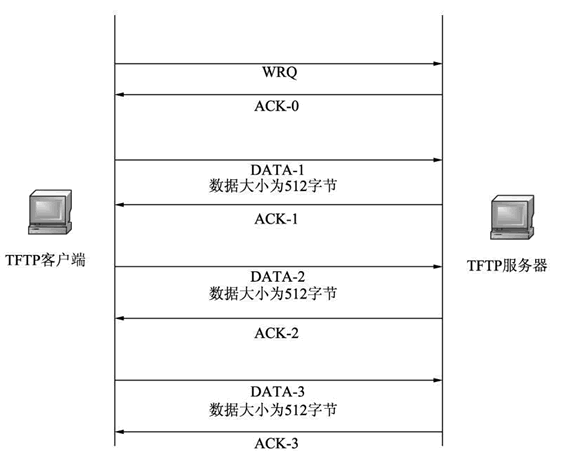 WRQ
ACK-0
DATA-1
数据大小为512字节
ACK-1
TFTP客户端
TFTP服务器
DATA-2
数据大小为512字节
ACK-2
DATA-3
数据大小为512字节
ACK-3